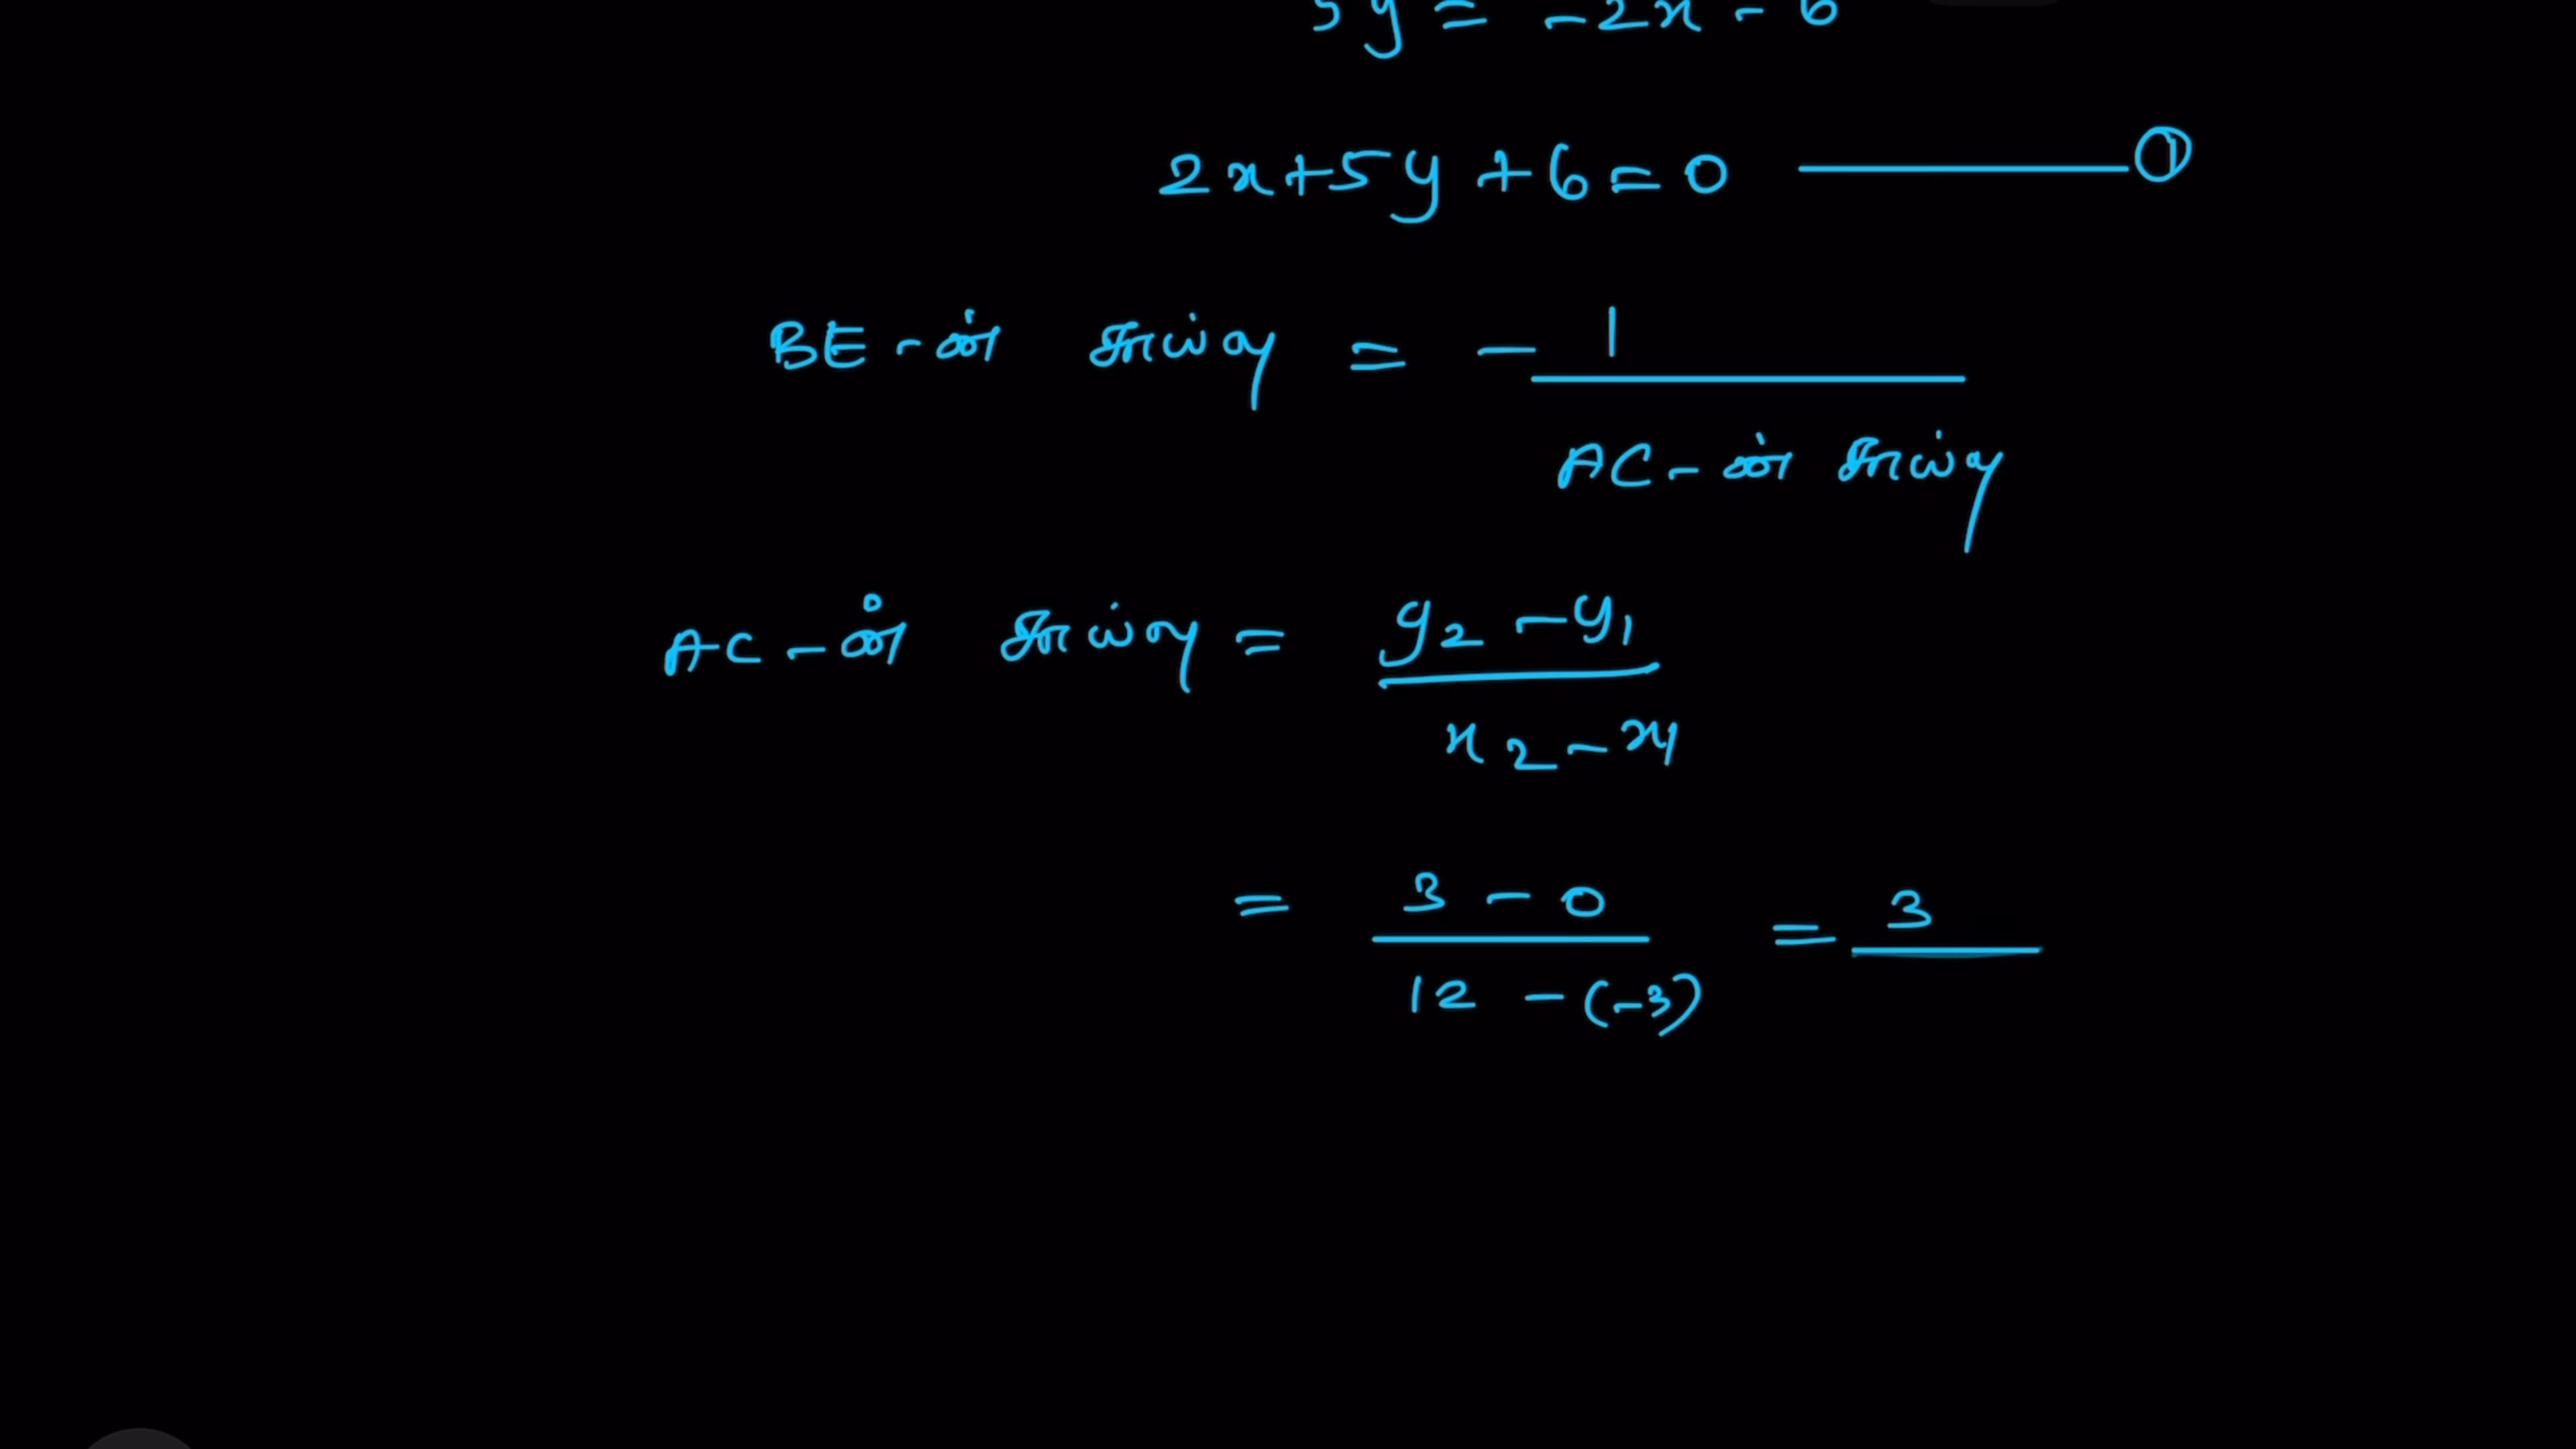 5y = -2x - 6
2x+5y+6=0 ——— ①
BE-ன் சாய்வு = - 1 / AC-ன் சாய்வு
AC-ன் சாய்வு = y₂ - y₁ / x₂ - x₁
= 3 - 0 / 12 - (-3) = 3 /